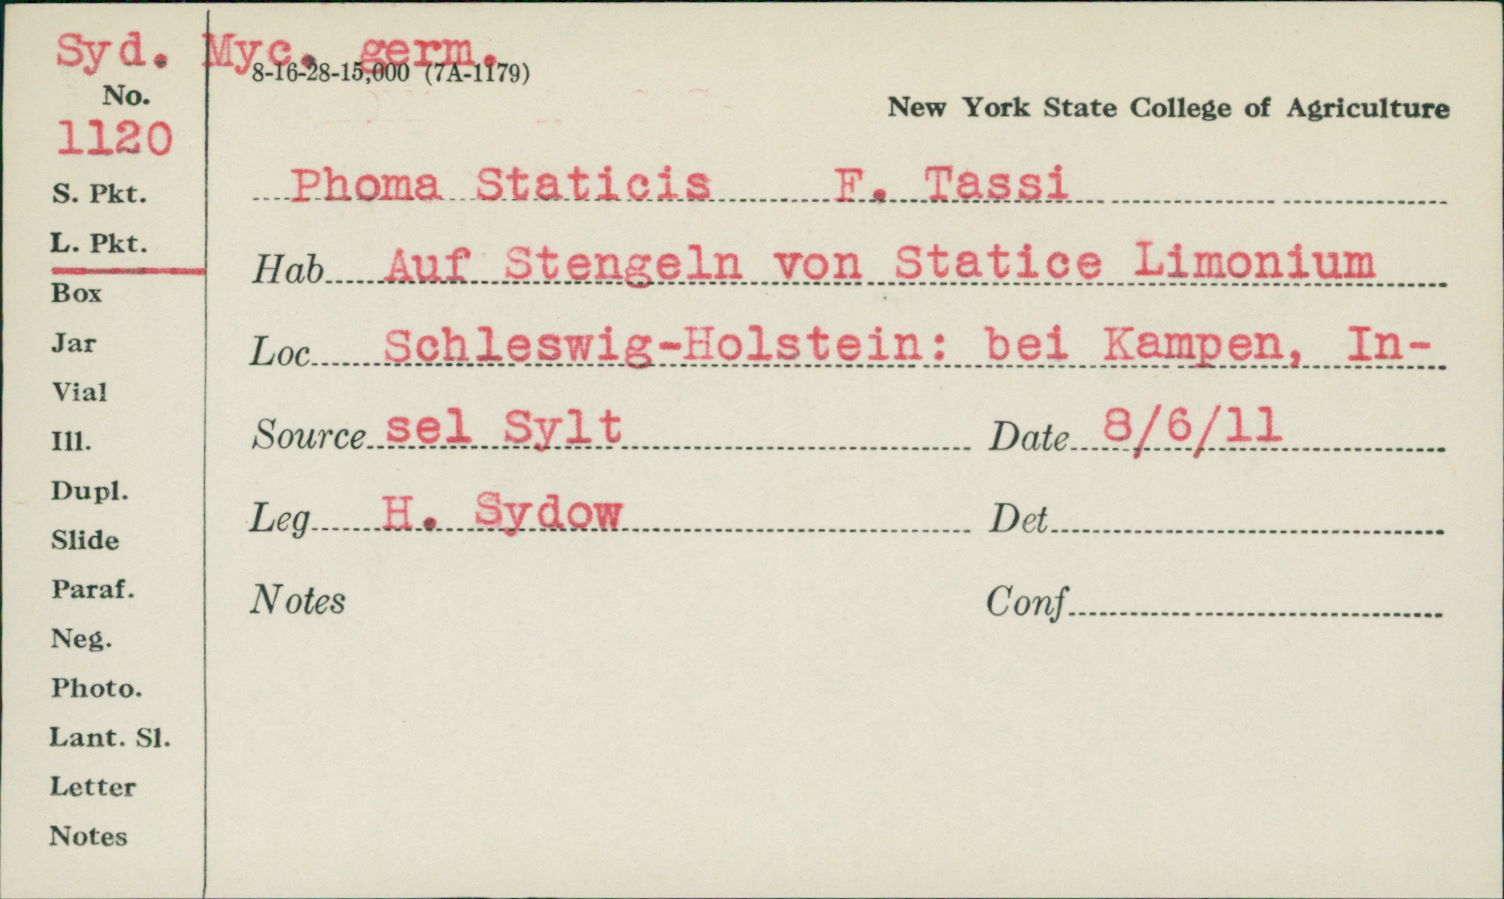 Syd. Myc. germ.
8-16-28-15,000 (7A-1179)
No.
1120
New York State College of Agriculture
S. Pkt.
Phoma Staticis F. Tassi
L. Pkt.
Hab Auf Stengeln von Statice Limonium
Box
Jar
Loc Schleswig-Holstein: bei Kampen, In-
Vial
Ill.
Source sel Sylt Date 8/6/11
Dupl.
Leg H. Sydow Det
Slide
Paraf.
Notes Conf
Neg.
Photo.
Lant. Sl.
Letter
Notes